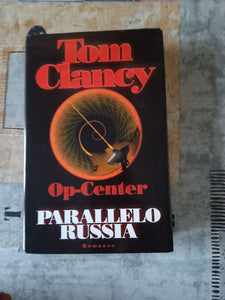 Tom
Clancy
Op-Center
PARALLELO
RUSSIA
Romanzo